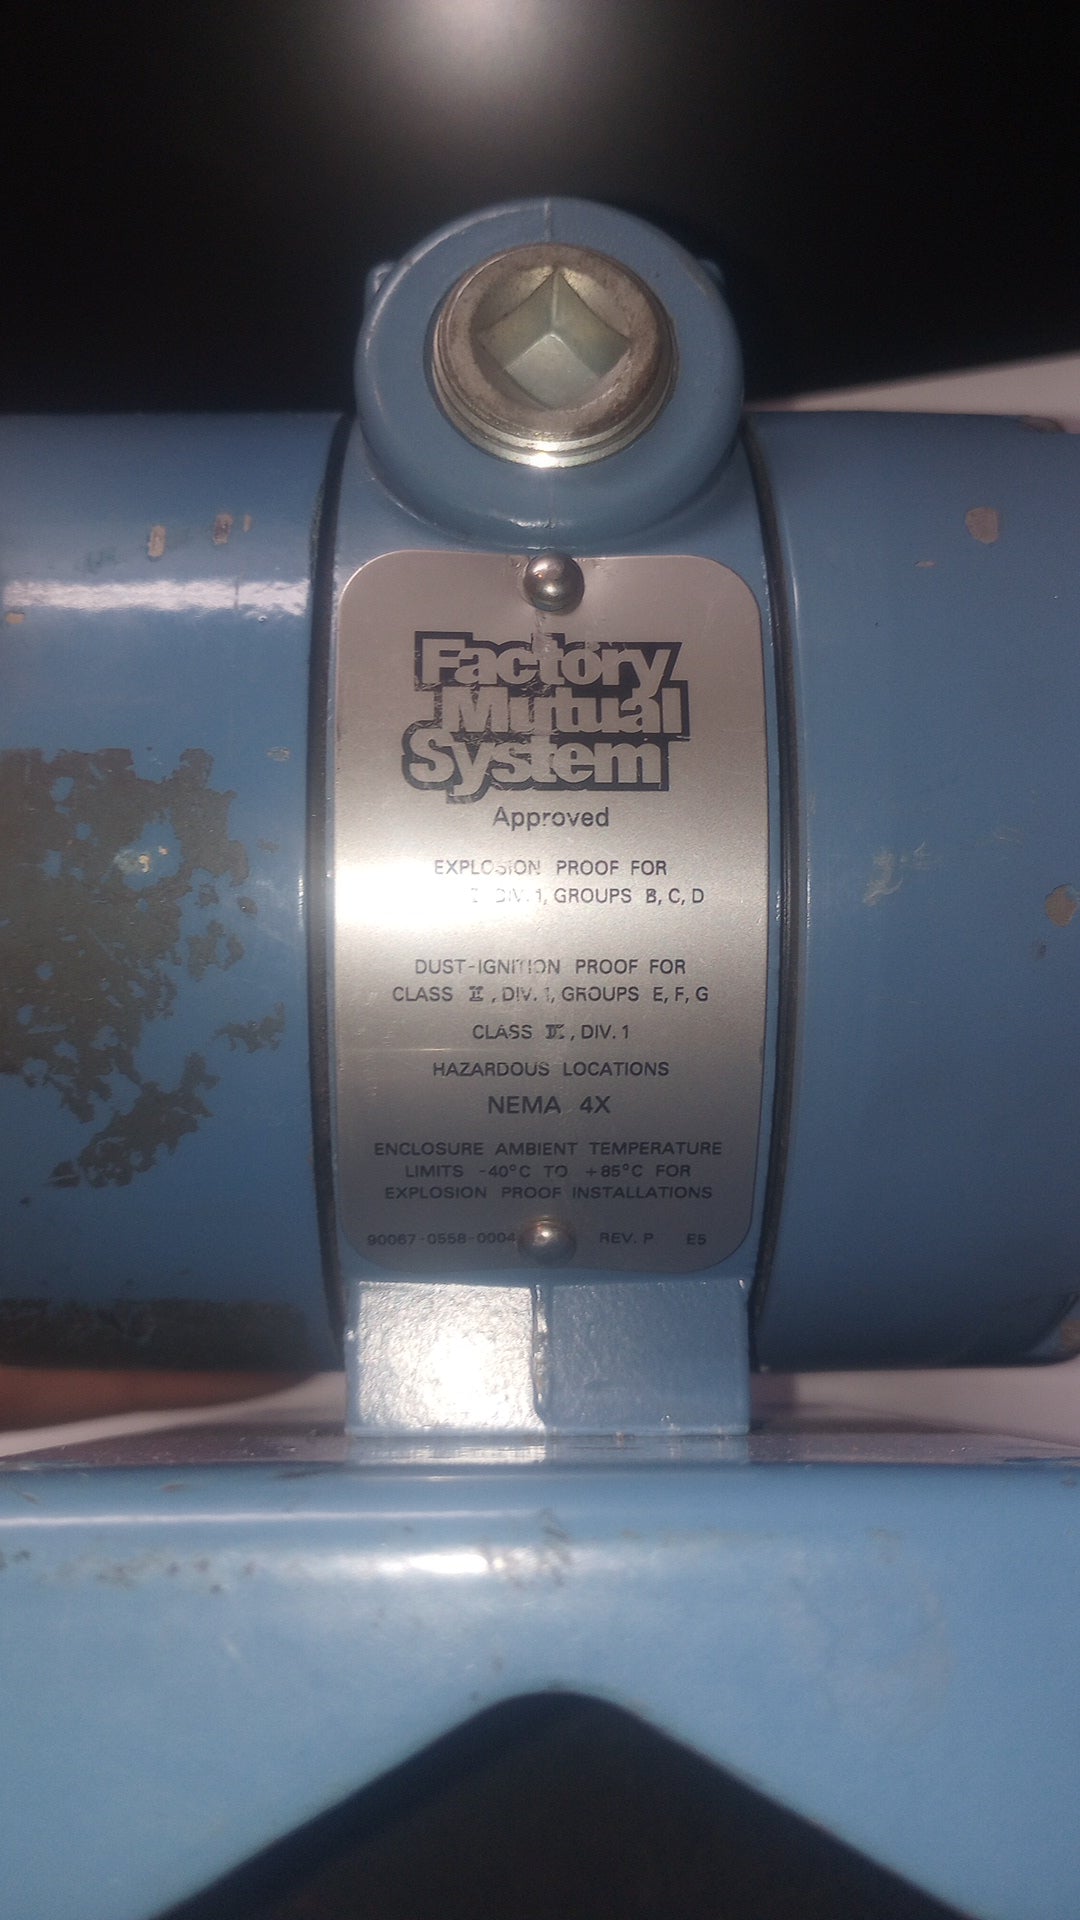 Factory
Mutual
System
Approved
EXPLOSION PROOF FOR
DIV. 1, GROUPS B, C, D
DUST-IGNITION PROOF FOR
CLASS II, DIV. 1, GROUPS E, F, G
CLASS III, DIV. 1
HAZARDOUS LOCATIONS
NEMA 4X
ENCLOSURE AMBIENT TEMPERATURE
LIMITS -40°C TO +85°C FOR
EXPLOSION PROOF INSTALLATIONS
90067-0558-0004 REV. P E5